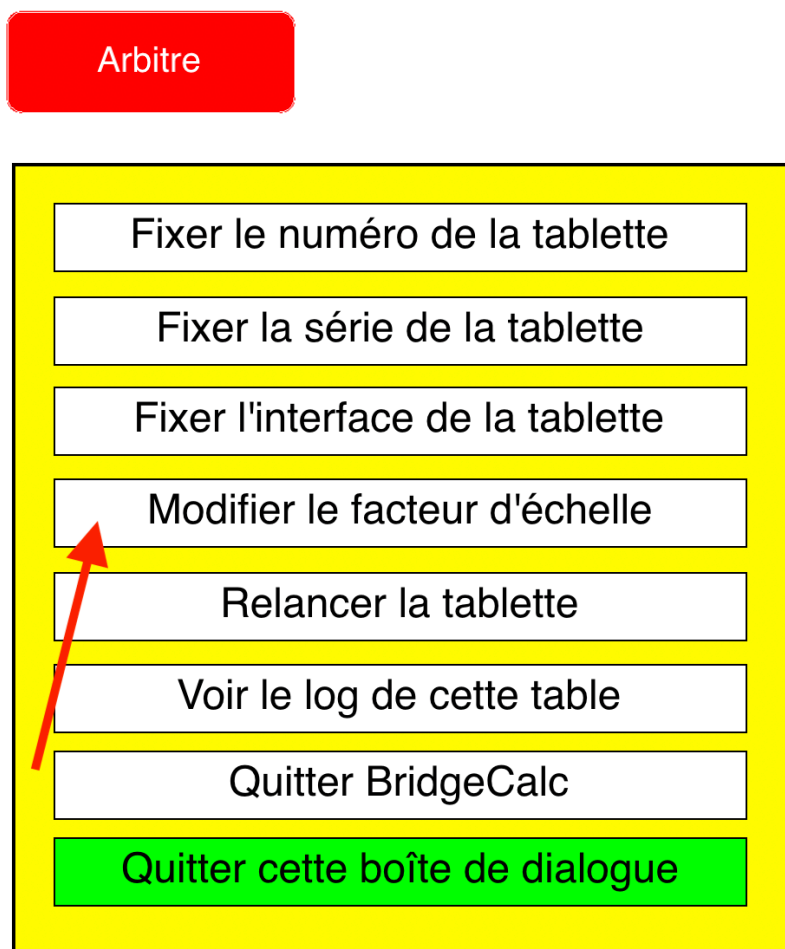 Arbitre
Fixer le numéro de la tablette
Fixer la série de la tablette
Fixer l'interface de la tablette
Modifier le facteur d'échelle
Relancer la tablette
Voir le log de cette table
Quitter BridgeCalc
Quitter cette boîte de dialogue